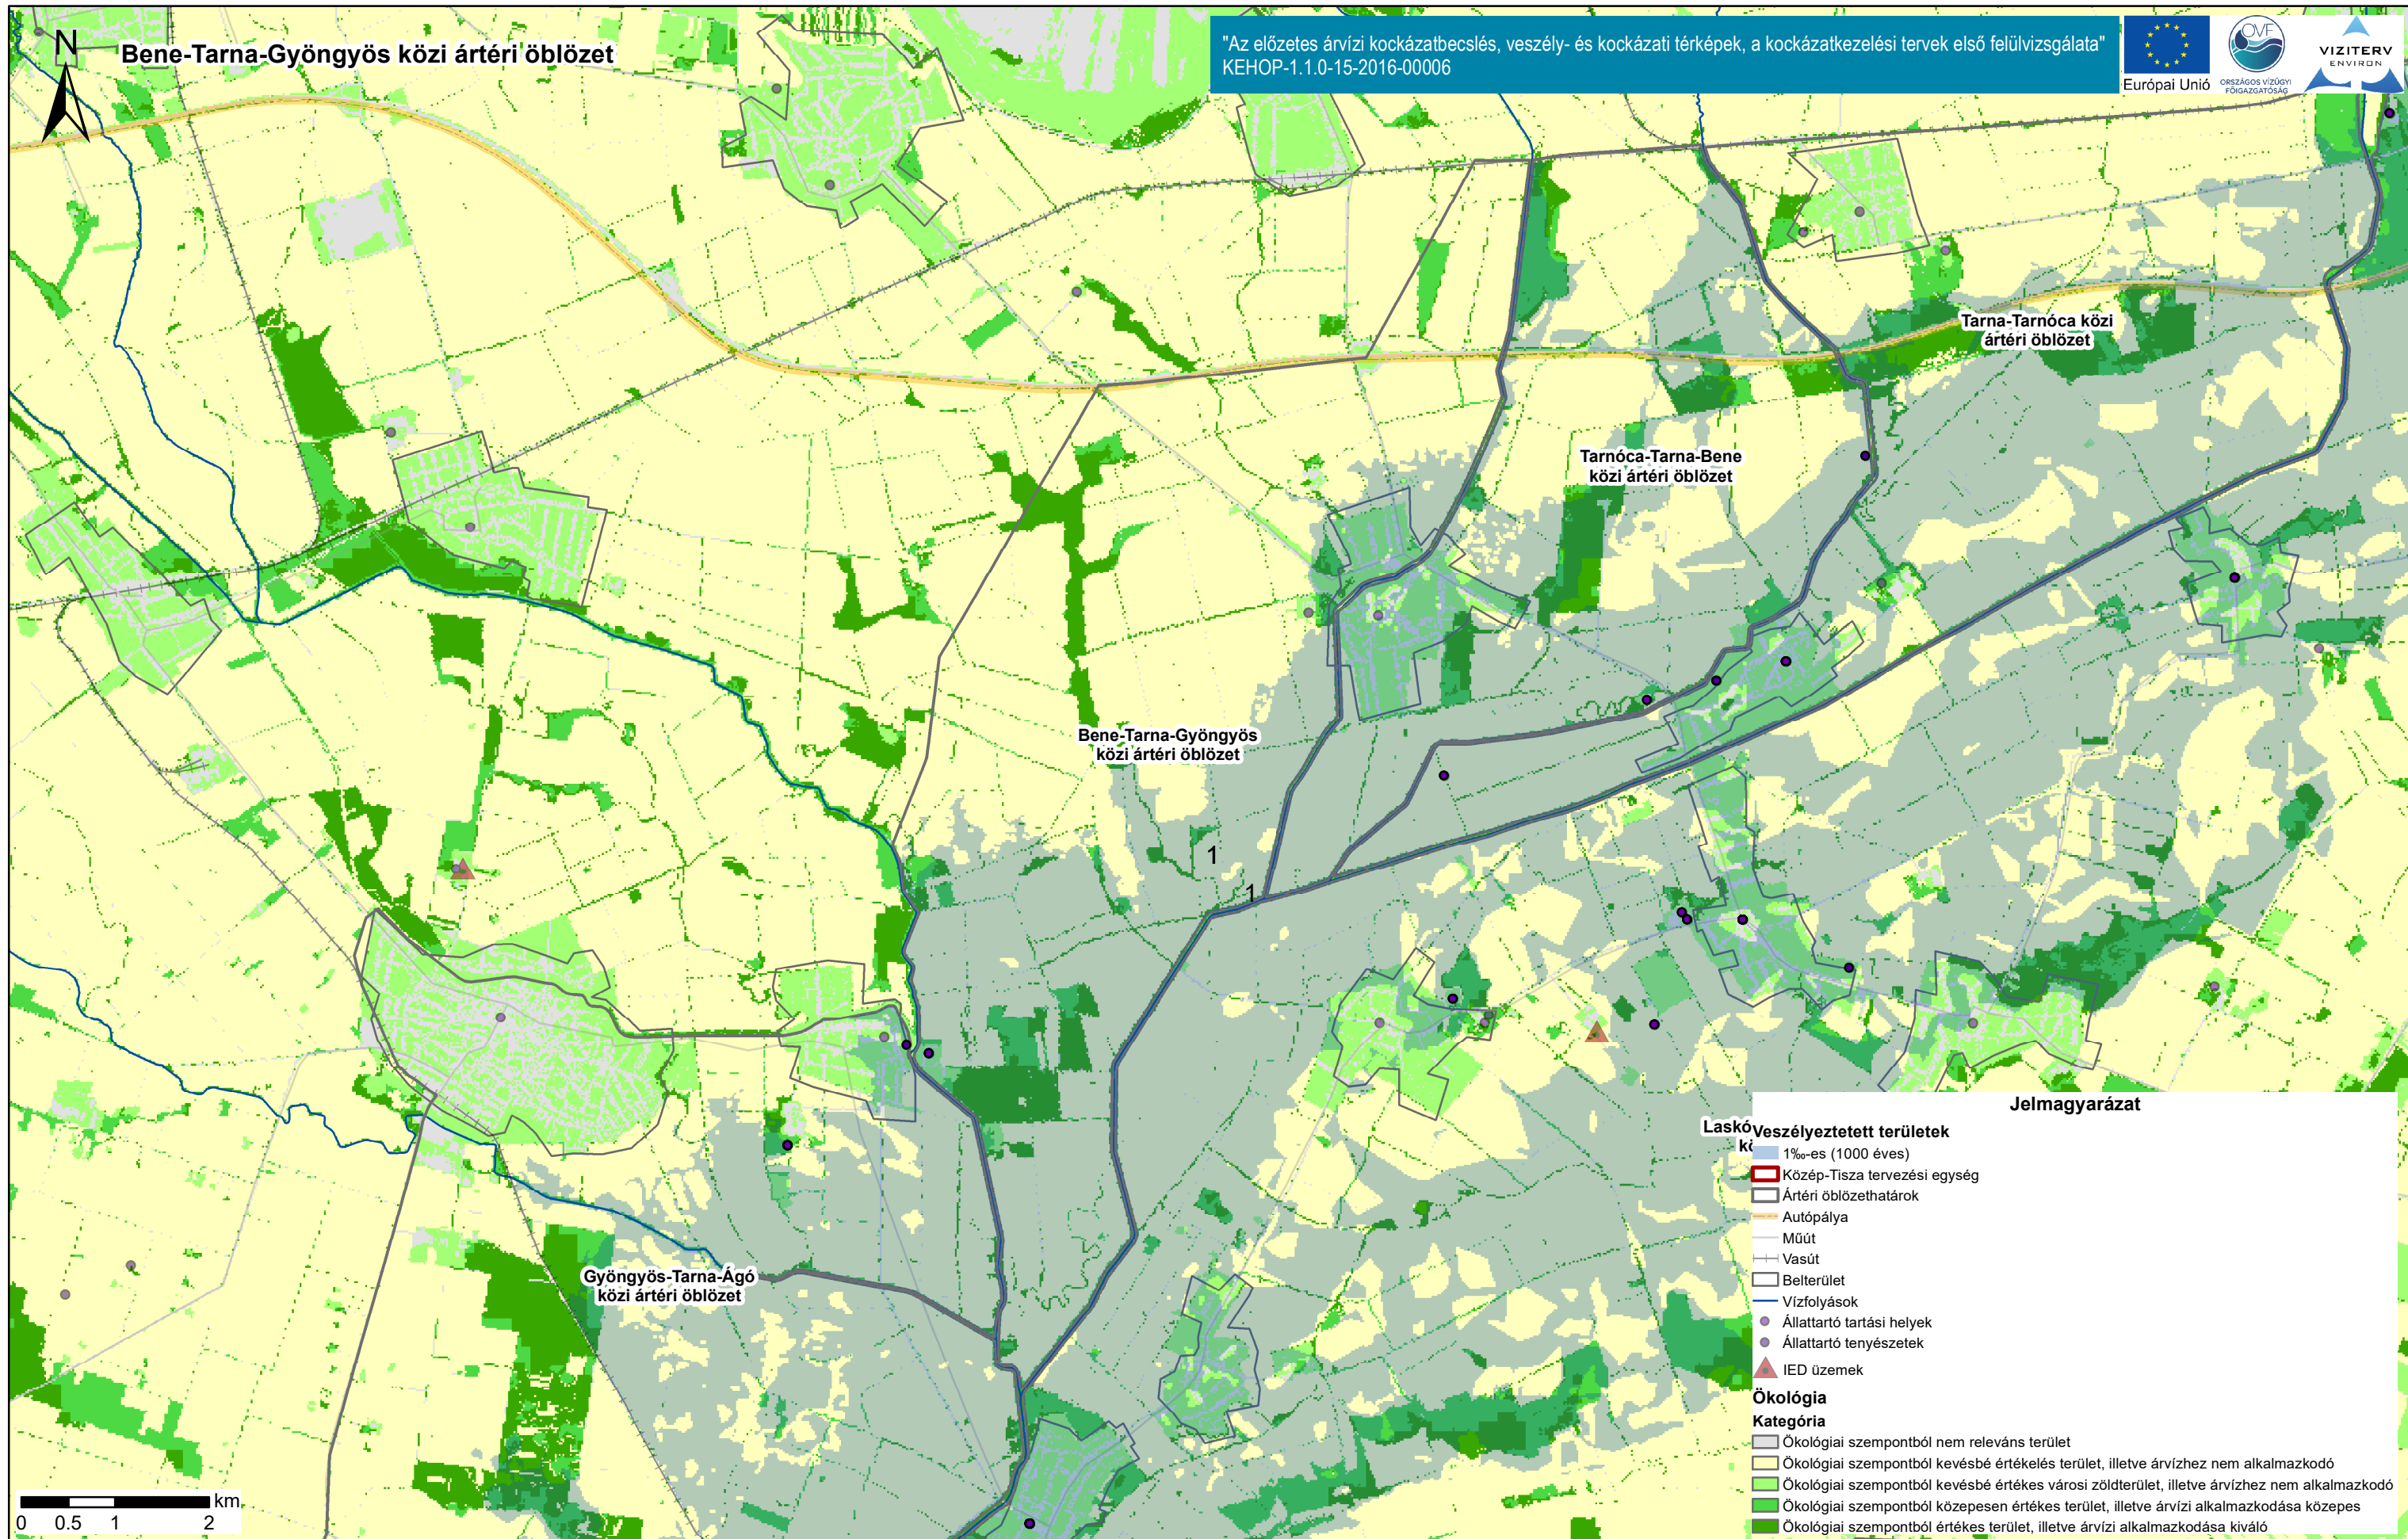 N
Bene-Tarna-Gyöngyös közi ártéri öblözet
"Az előzetes árvízi kockázatbecslés, veszély- és kockázati térképek, a kockázatkezelési tervek első felülvizsgálata"
KEHOP-1.1.0-15-2016-00006
Európai Unió
OVF
ORSZÁGOS VÍZÜGYI
FŐIGAZGATÓSÁG
VIZITERV
ENVIRON
Tarna-Tarnóca közi
ártéri öblözet
Tarnóca-Tarna-Bene
közi ártéri öblözet
Bene-Tarna-Gyöngyös
közi ártéri öblözet
1
1
Gyöngyös-Tarna-Ágó
közi ártéri öblözet
Jelmagyarázat
Veszélyeztetett területek
1‰-es (1000 éves)
Közép-Tisza tervezési egység
Ártéri öblözethatárok
Autópálya
Műút
Vasút
Belterület
Vízfolyások
Állattartó tartási helyek
Állattartó tenyészetek
IED üzemek
Ökológia
Kategória
Ökológiai szempontból nem releváns terület
Ökológiai szempontból kevésbé értékelés terület, illetve árvízhez nem alkalmazkodó
Ökológiai szempontból kevésbé értékes városi zöldterület, illetve árvízhez nem alkalmazkodó
Ökológiai szempontból közepesen értékes terület, illetve árvízi alkalmazkodása közepes
Ökológiai szempontból értékes terület, illetve árvízi alkalmazkodása kiváló
km
0 0.5 1 2